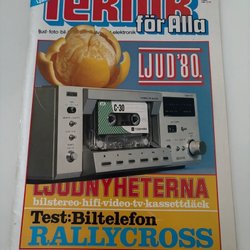 TEKNIK
för Alla
LJUD '80.
C-30
LJUDNYHETERNA
bilstereo·hifi·video·tv·kassettdäck
Test:Biltelefon
RALLYCROSS